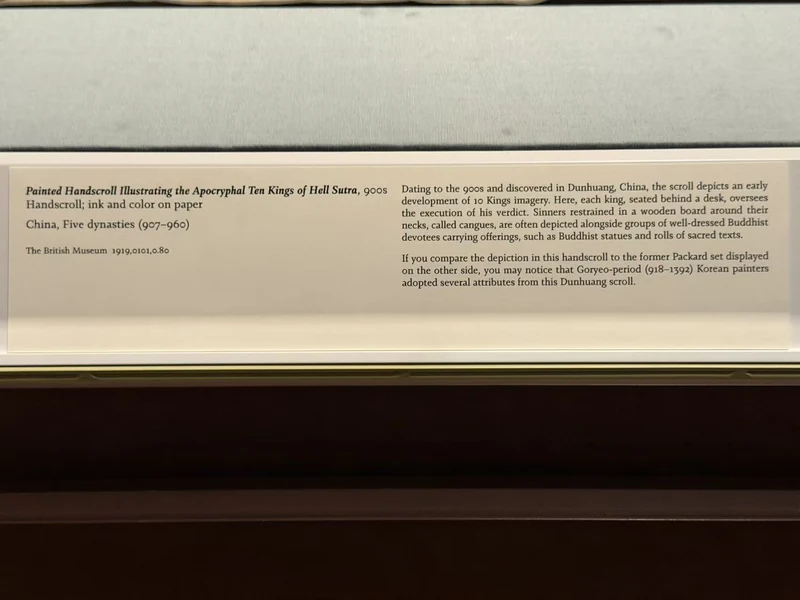 Painted Handscroll Illustrating the Apocryphal Ten Kings of Hell Sutra, 900s
Handscroll; ink and color on paper
China, Five dynasties (907–960)
The British Museum 1919,0101,0.80
Dating to the 900s and discovered in Dunhuang, China, the scroll depicts an early
development of 10 Kings imagery. Here, each king, seated behind a desk, oversees
the execution of his verdict. Sinners restrained in a wooden board around their
necks, called cangues, are often depicted alongside groups of well-dressed Buddhist
devotees carrying offerings, such as Buddhist statues and rolls of sacred texts.
If you compare the depiction in this handscroll to the former Packard set displayed
on the other side, you may notice that Goryeo-period (918–1392) Korean painters
adopted several attributes from this Dunhuang scroll.